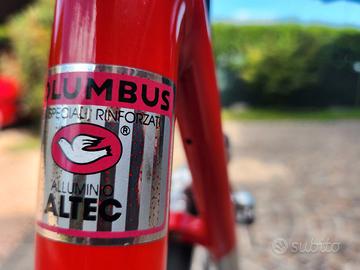 OLUMBUS
SPECIALI RINFORZATI
®
ALLUMINIO
ALTEC
subito